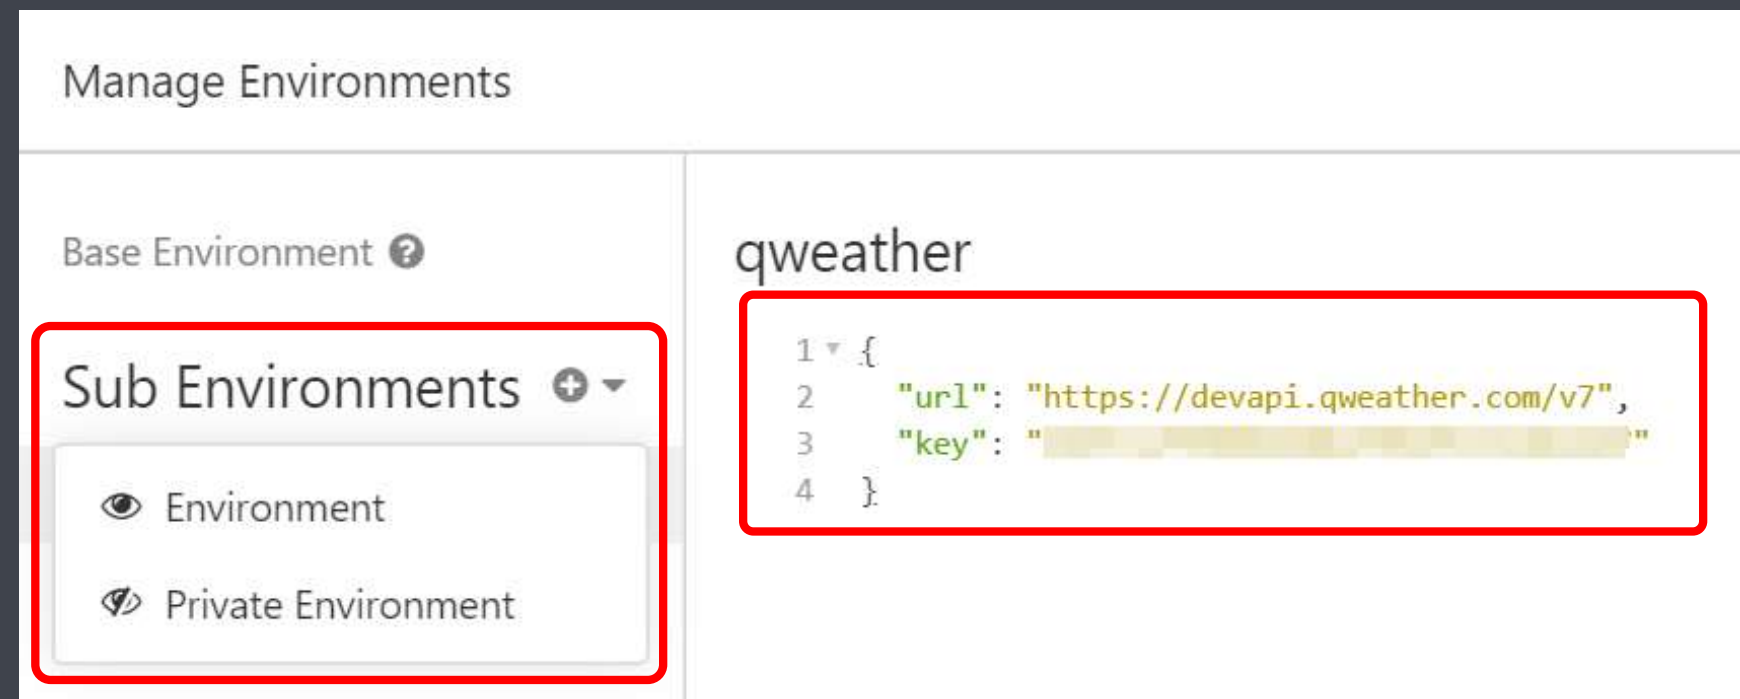 Manage Environments
Base Environment
Sub Environments
Environment
Private Environment
qweather
1 {
2 "url": "https://devapi.qweather.com/v7",
3 "key": " "
4 }